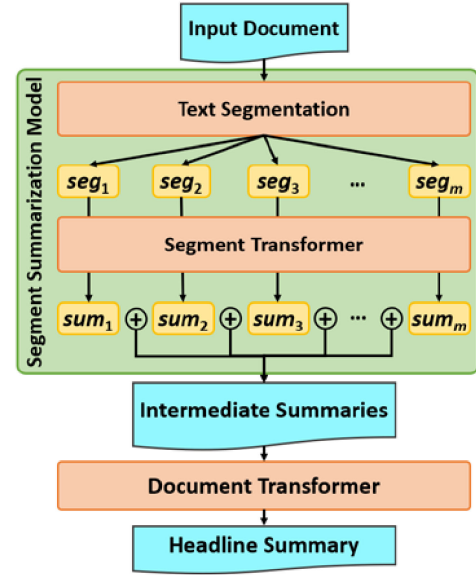 Input Document
Segment Summarization Model
Text Segmentation
seg₁ seg₂ seg₃ ... segₘ
Segment Transformer
sum₁ + sum₂ + sum₃ + ... + sumₘ
Intermediate Summaries
Document Transformer
Headline Summary